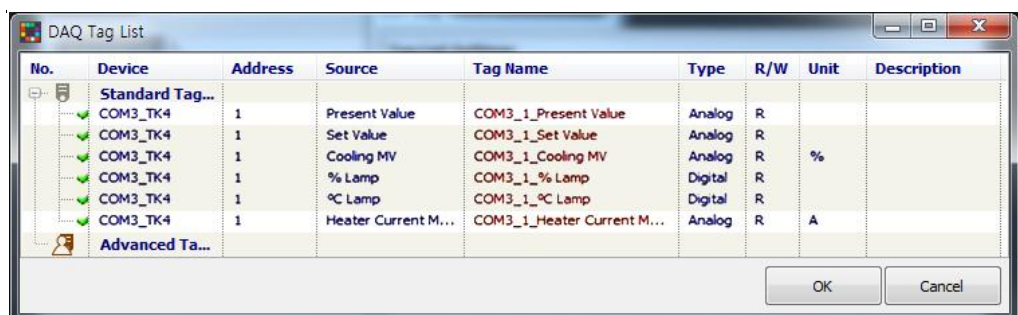 DAQ Tag List
No. Device Address Source Tag Name Type R/W Unit Description
Standard Tag...
COM3_TK4 1 Present Value COM3_1_Present Value Analog R
COM3_TK4 1 Set Value COM3_1_Set Value Analog R
COM3_TK4 1 Cooling MV COM3_1_Cooling MV Analog R %
COM3_TK4 1 % Lamp COM3_1_% Lamp Digital R
COM3_TK4 1 ºC Lamp COM3_1_ºC Lamp Digital R
COM3_TK4 1 Heater Current M... COM3_1_Heater Current M... Analog R A
Advanced Ta...
OK Cancel